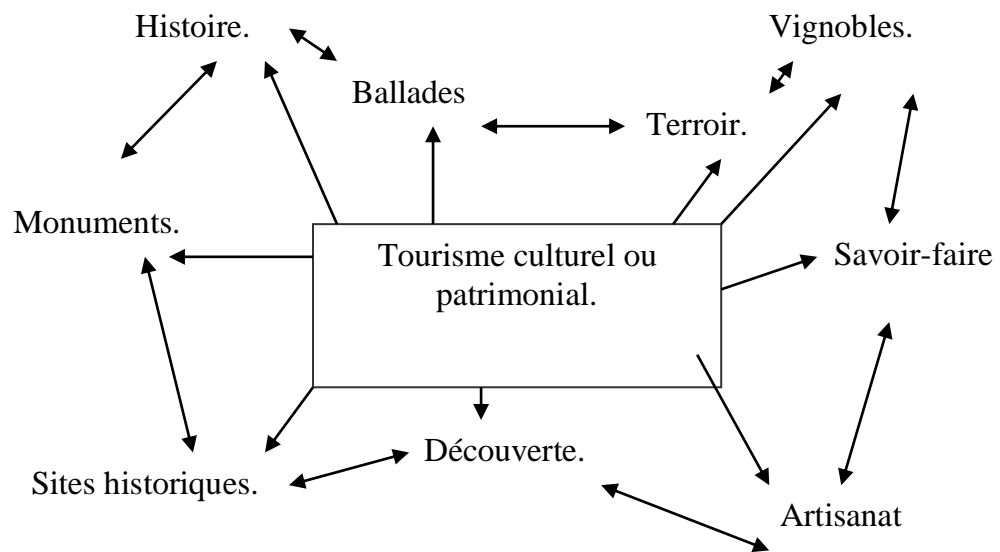 Histoire.
Vignobles.
Ballades
Terroir.
Monuments.
Tourisme culturel ou
patrimonial.
Savoir-faire
Découverte.
Sites historiques.
Artisanat